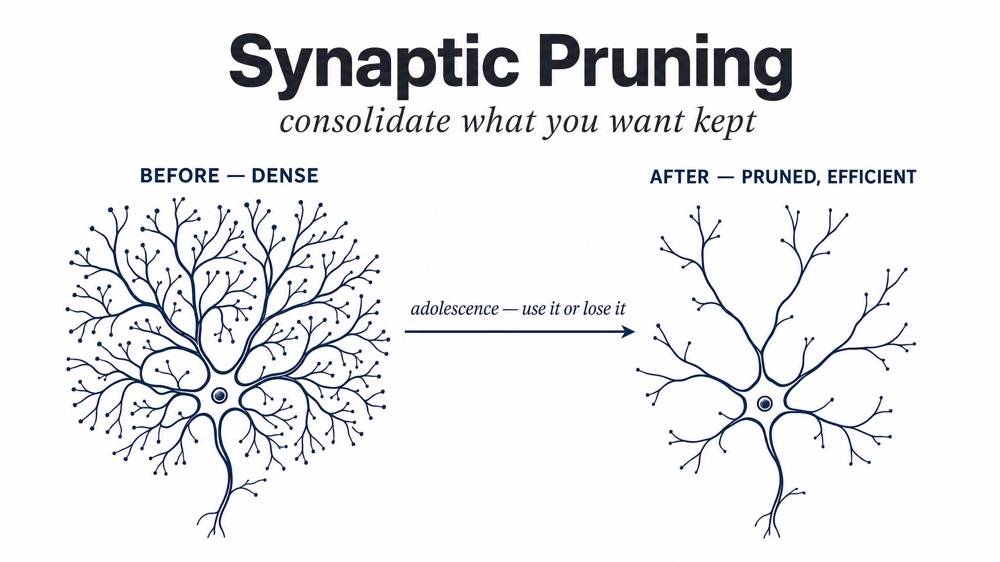 Synaptic Pruning
consolidate what you want kept
BEFORE — DENSE
AFTER — PRUNED, EFFICIENT
adolescence — use it or lose it